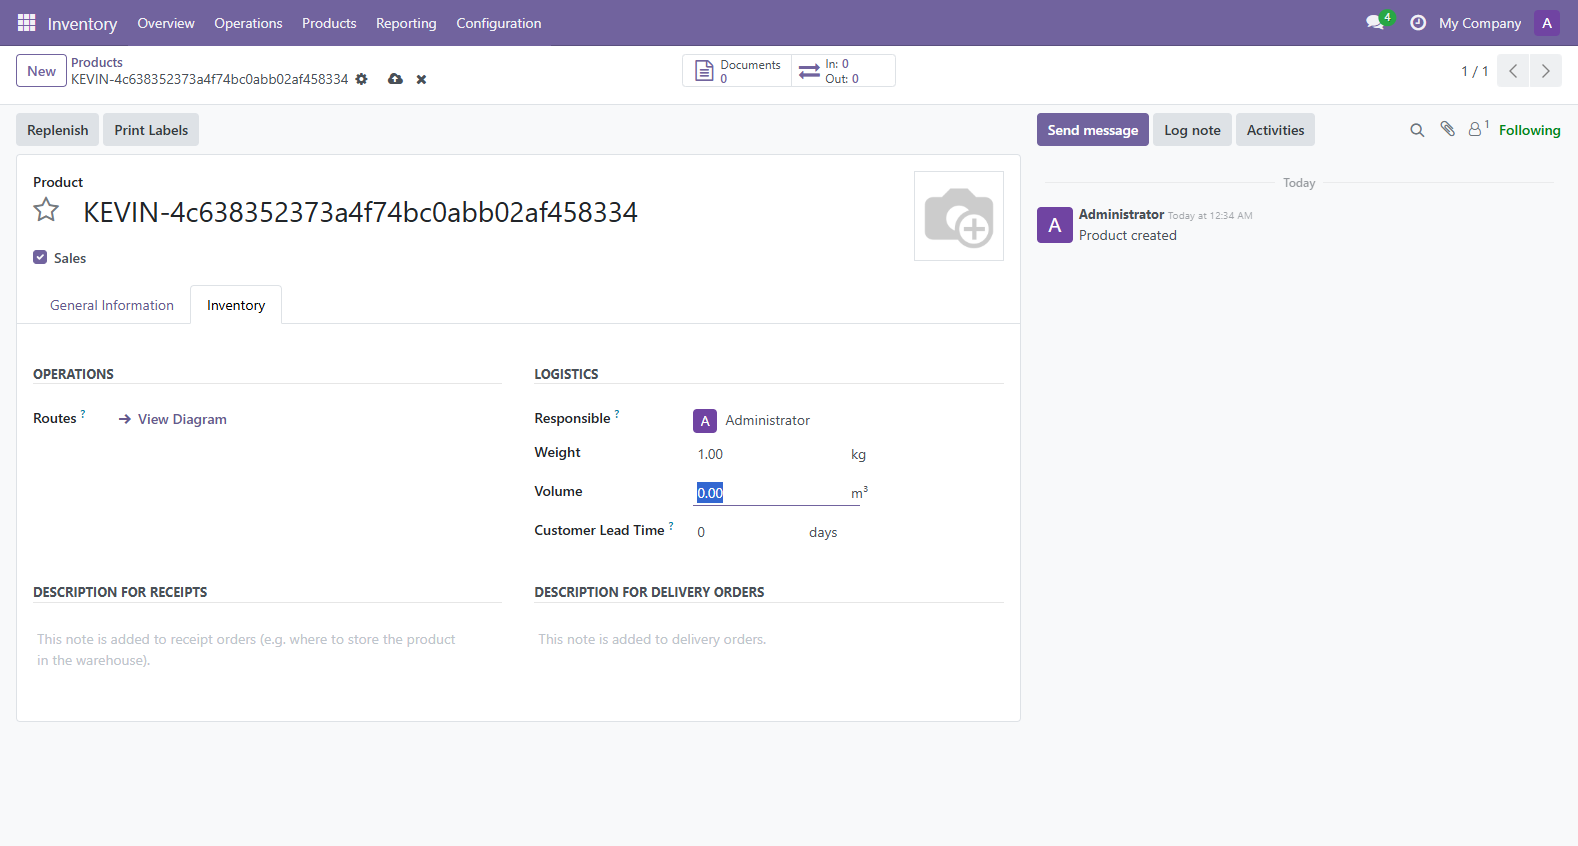 Inventory Overview Operations Products Reporting Configuration 4 My Company A
New Products
KEVIN-4c638352373a4f74bc0abb02af458334
Documents
0
In: 0
Out: 0
1 / 1
Replenish Print Labels
Send message Log note Activities 1 Following
Product
KEVIN-4c638352373a4f74bc0abb02af458334
Sales
General Information Inventory
OPERATIONS
Routes ? View Diagram
LOGISTICS
Responsible ? A Administrator
Weight 1.00 kg
Volume 0.00 m³
Customer Lead Time ? 0 days
DESCRIPTION FOR RECEIPTS
This note is added to receipt orders (e.g. where to store the product
in the warehouse).
DESCRIPTION FOR DELIVERY ORDERS
This note is added to delivery orders.
Today
A Administrator Today at 12:34 AM
Product created